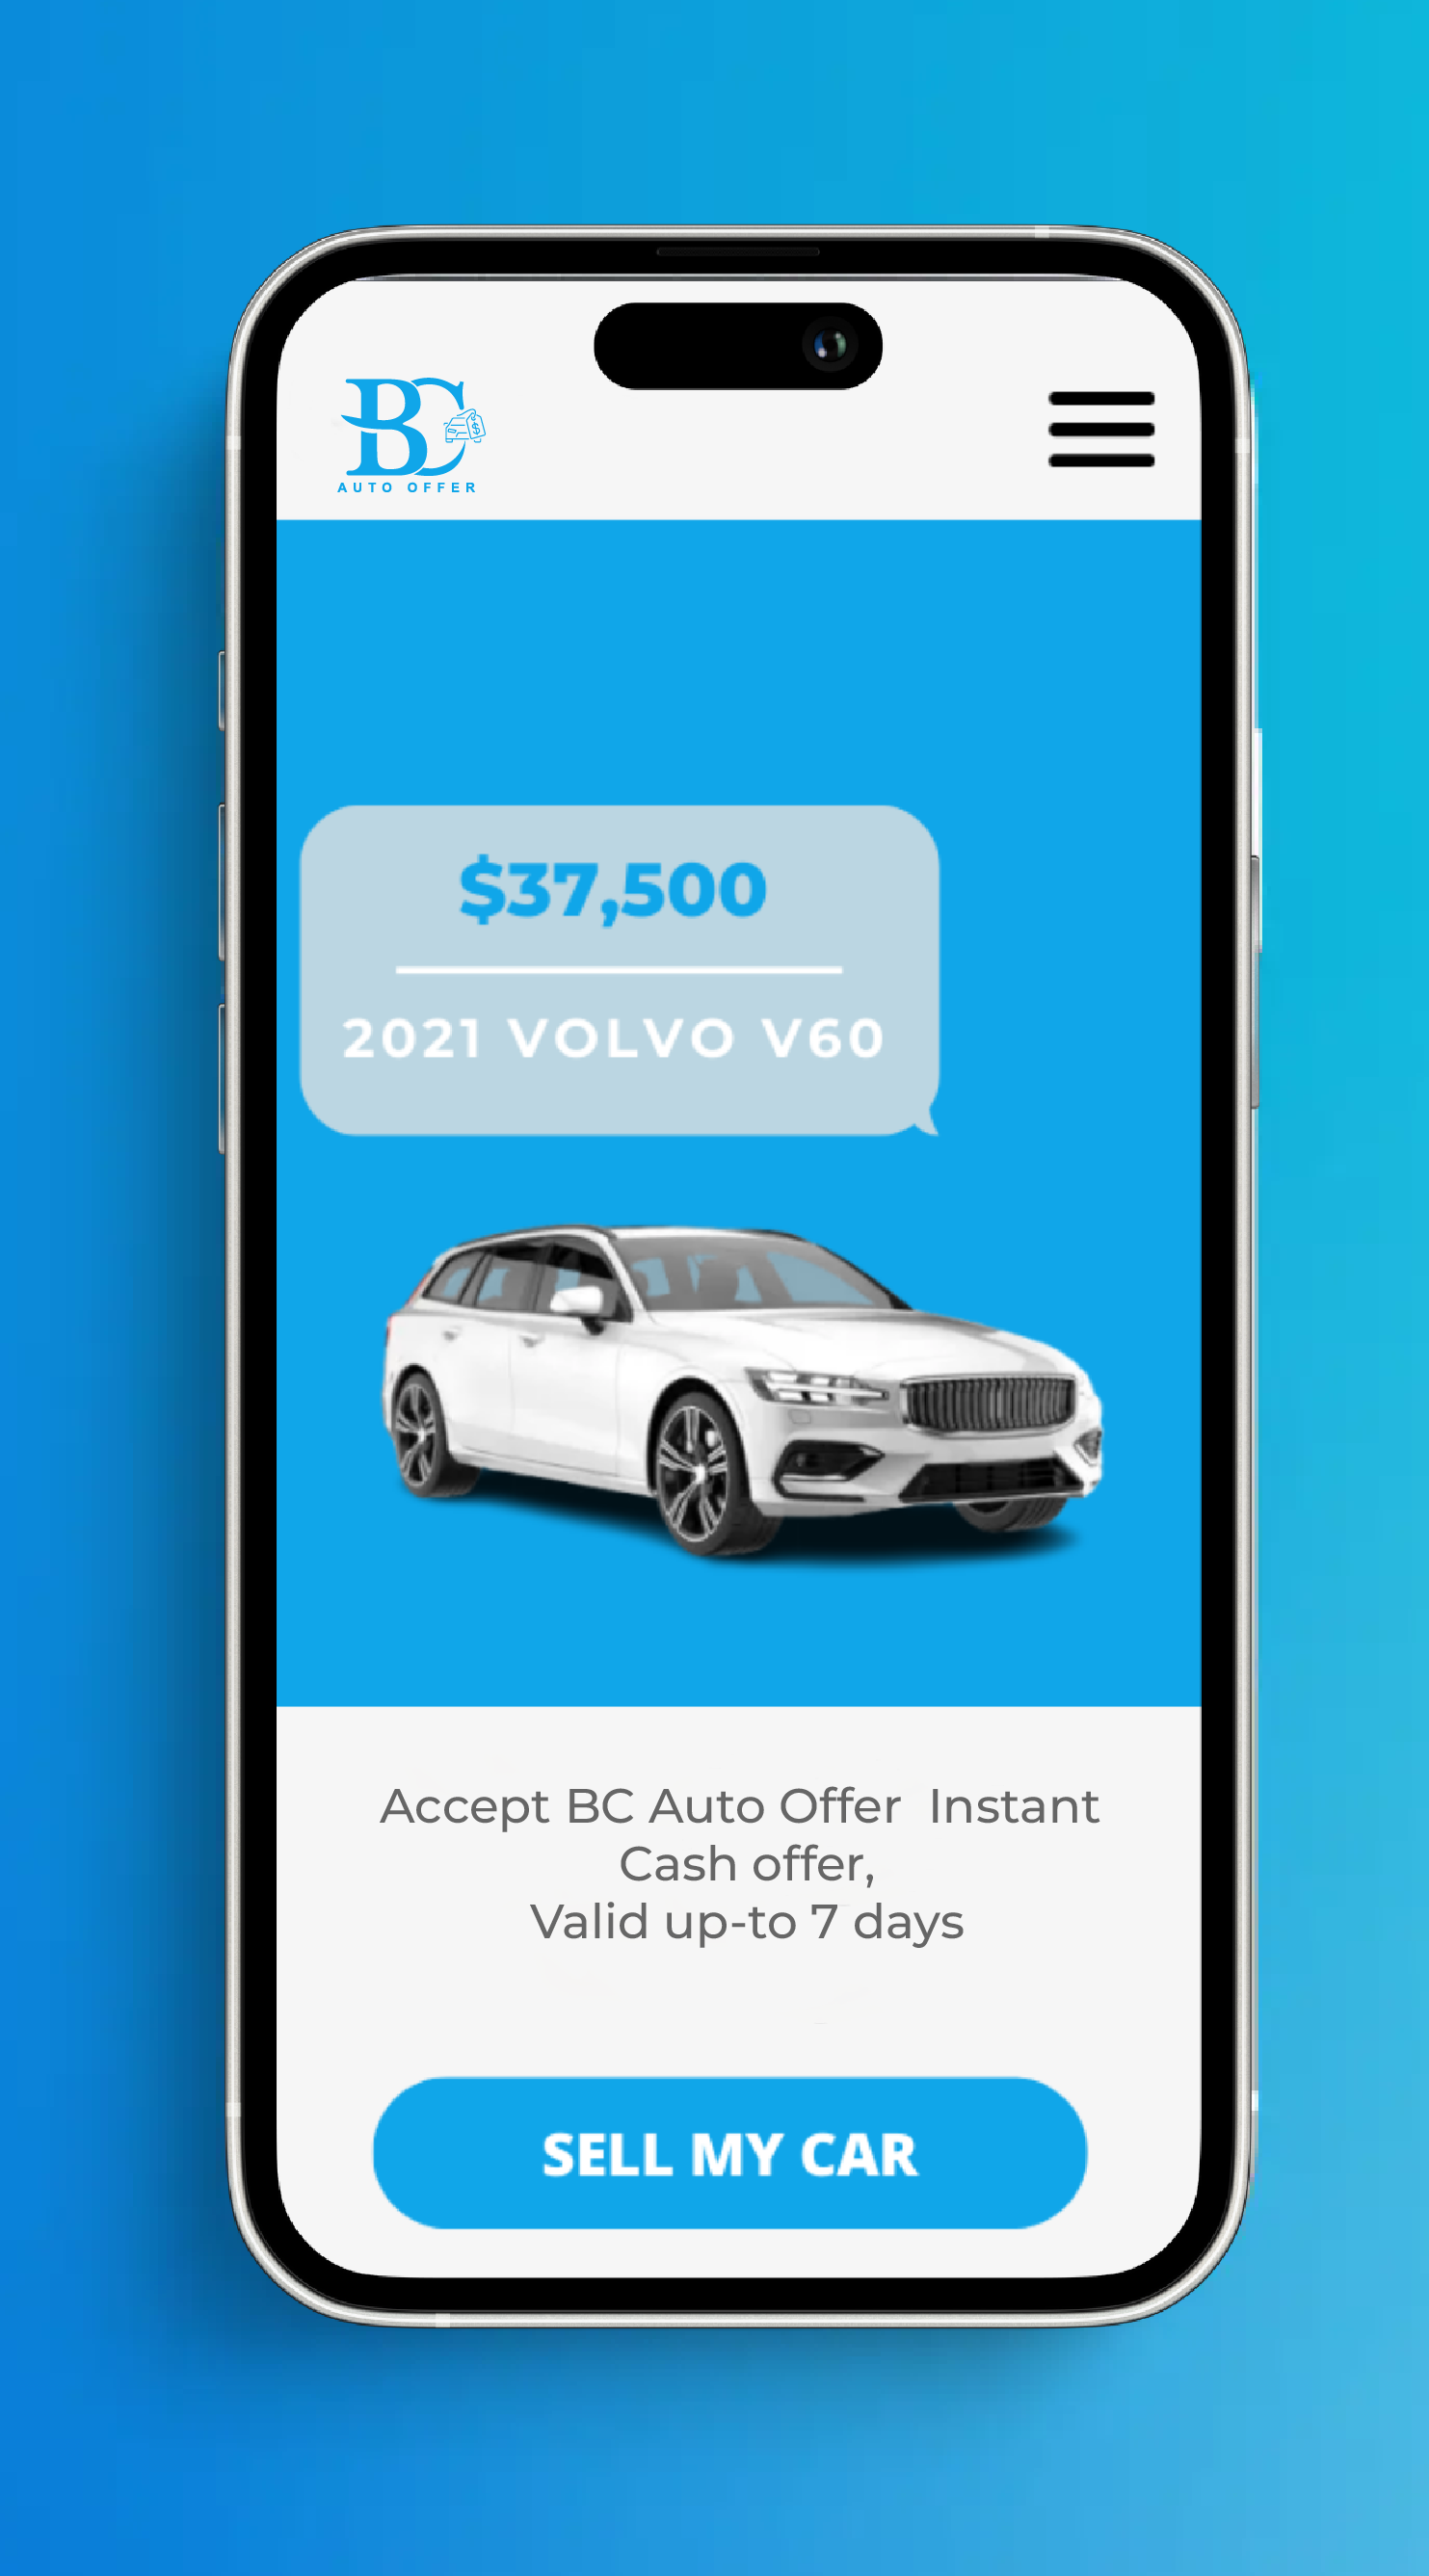 BC
AUTO OFFER
$37,500
2021 VOLVO V60
Accept BC Auto Offer  Instant
Cash offer,
Valid up-to 7 days
SELL MY CAR